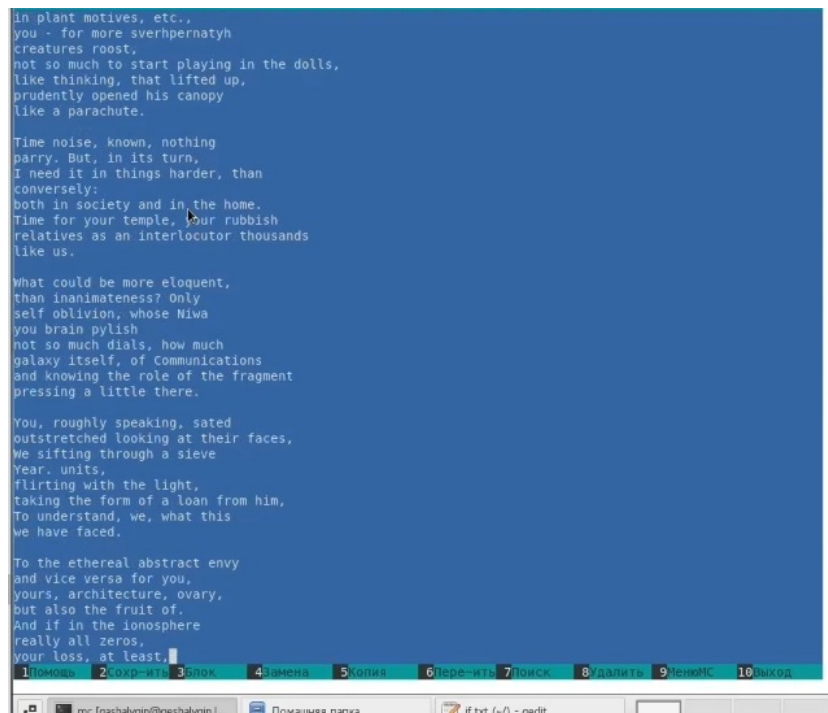 in plant motives, etc.,
you - for more sverhpernatyh
creatures roost,
not so much to start playing in the dolls,
like thinking, that lifted up,
prudently opened his canopy
like a parachute.
Time noise, known, nothing
parry. But, in its turn,
I need it in things harder, than
conversely:
both in society and in the home.
Time for your temple, your rubbish
relatives as an interlocutor thousands
like us.
What could be more eloquent,
than inanimateness? Only
self oblivion, whose Niwa
you brain pylish
not so much dials, how much
galaxy itself, of Communications
and knowing the role of the fragment
pressing a little there.
You, roughly speaking, sated
outstretched looking at their faces,
We sifting through a sieve
Year. units,
flirting with the light,
taking the form of a loan from him,
To understand, we, what this
we have faced.
To the ethereal abstract envy
and vice versa for you,
yours, architecture, ovary,
but also the fruit of.
And if in the ionosphere
really all zeros,
your loss, at least,
1Помощь 2Сохр~ить 3Блок 4Замена 5Копия 6Пере~ить 7Поиск 8Удалить 9МенюМС 10Выход
mc [pashalygin@ Домашняя папка if.txt (~/) - gedit